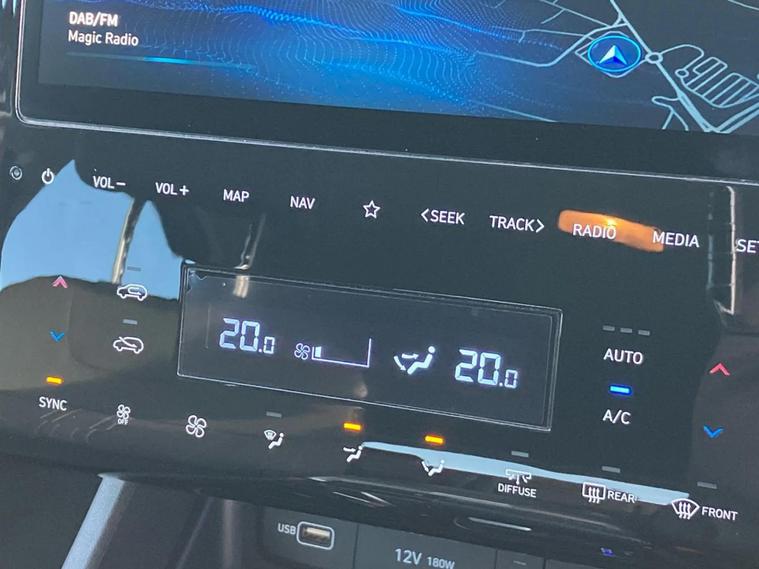 DAB/FM
Magic Radio
VOL−
VOL+
MAP
NAV
<SEEK
TRACK>
RADIO
MEDIA
20.0
20.0
AUTO
SYNC
OFF
A/C
DIFFUSE
REAR
FRONT
USB
12V 180W